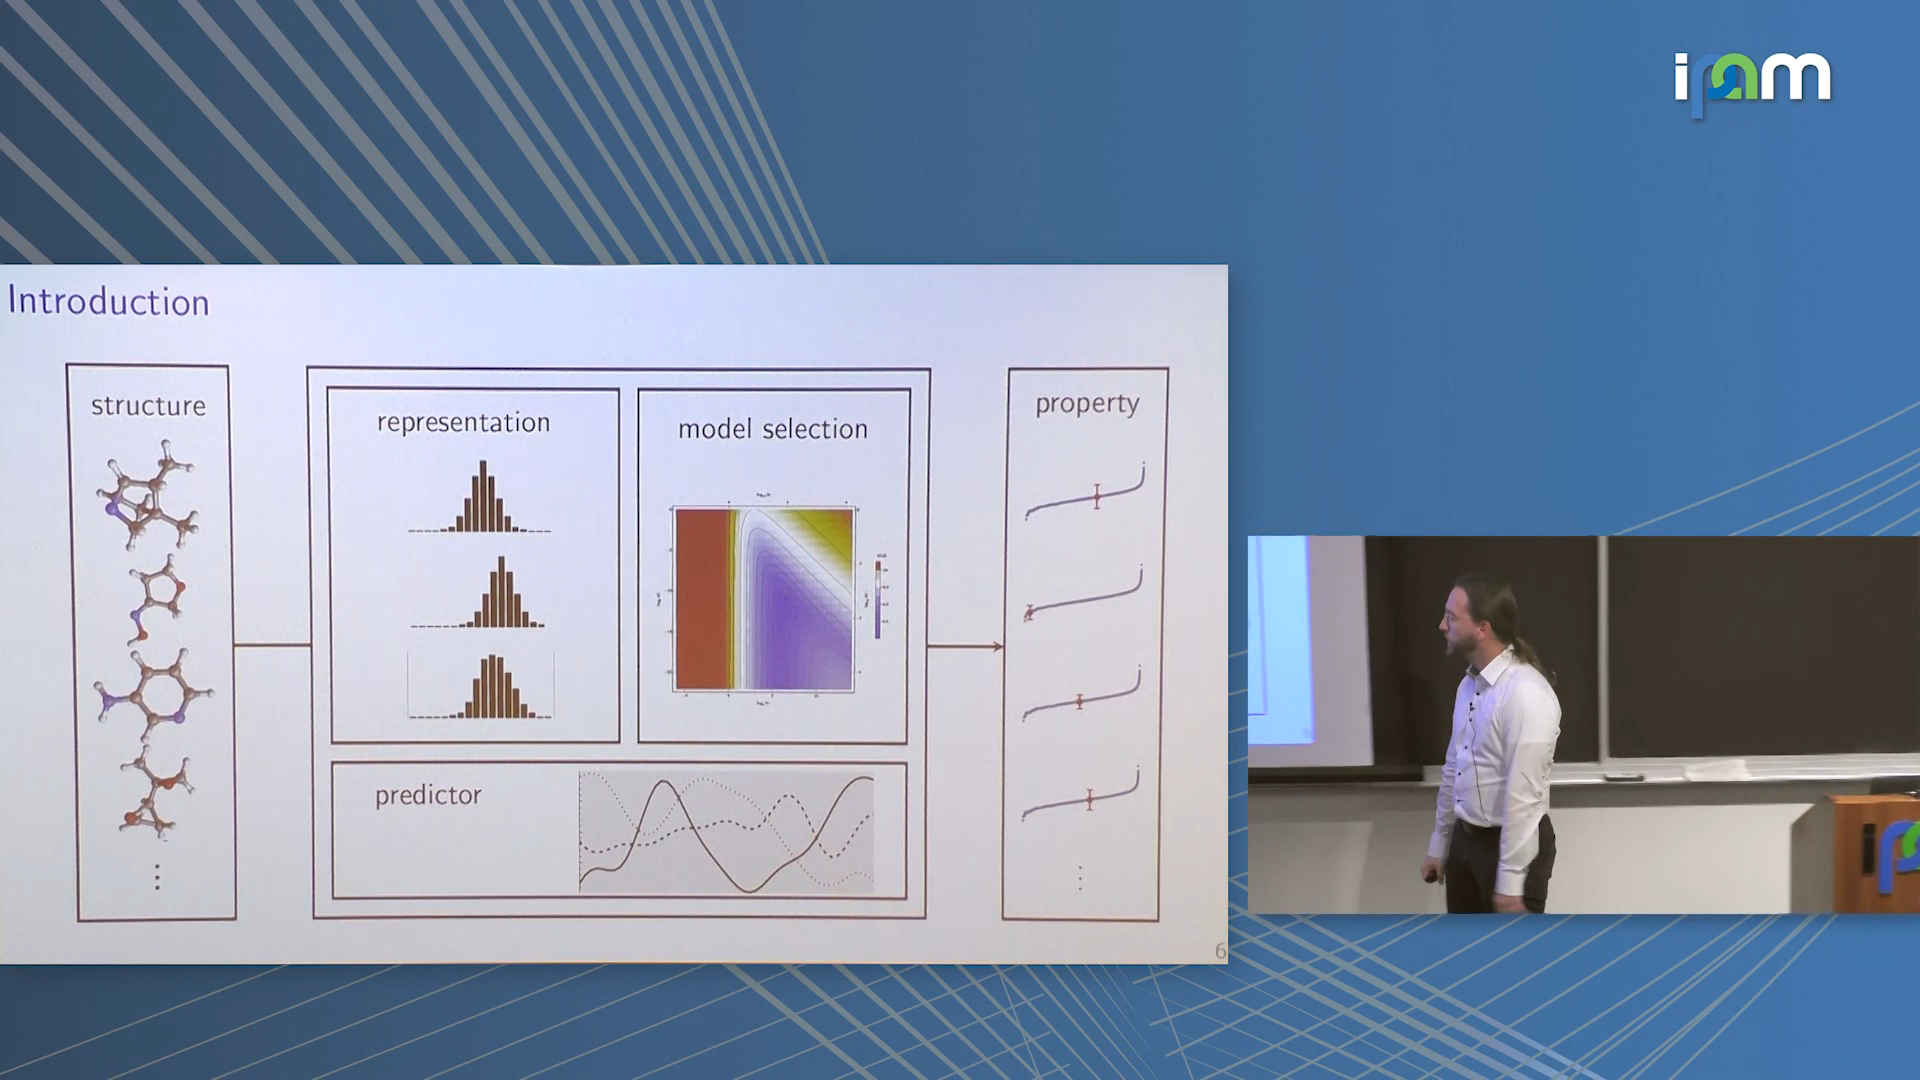 ipam
Introduction
structure
representation
model selection
property
predictor
6